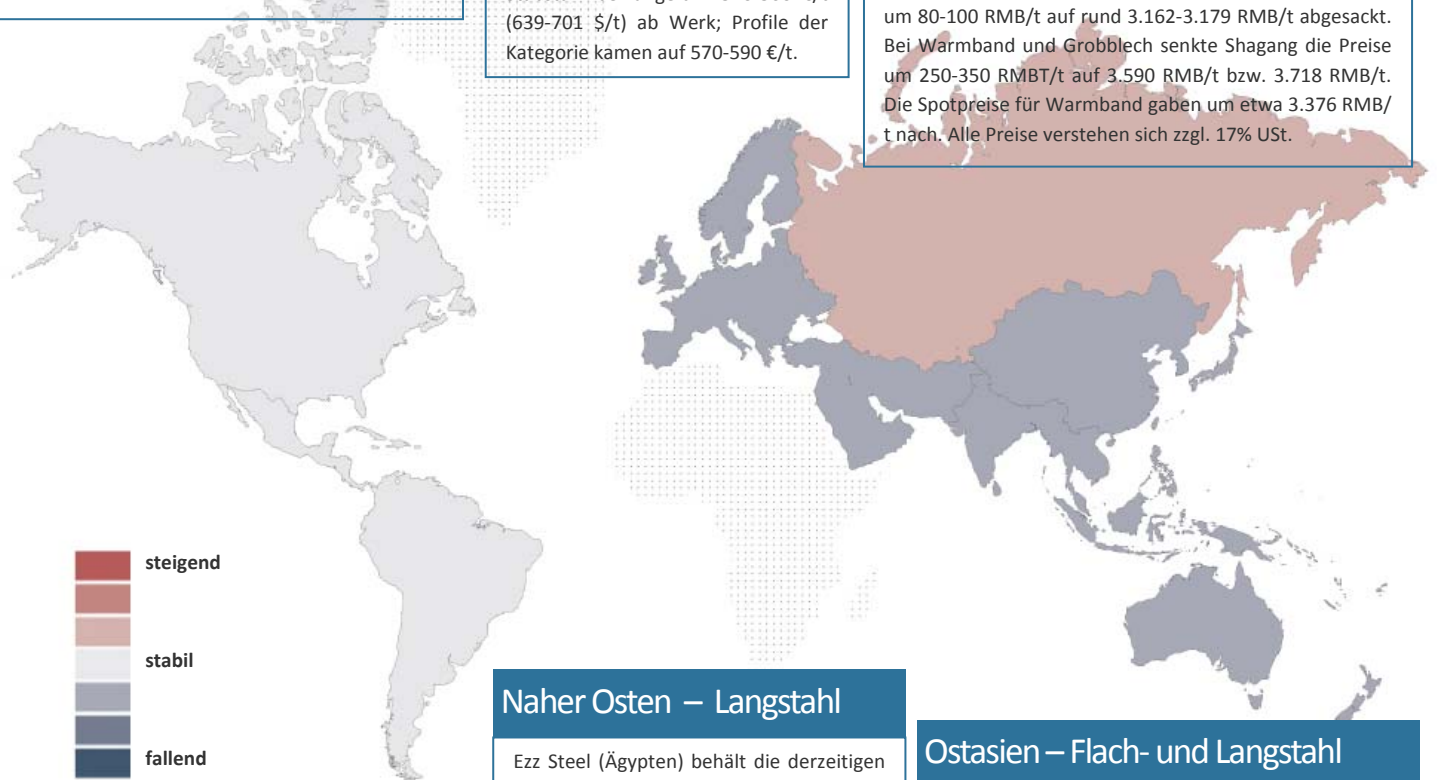 (639-701 $/t) ab Werk; Profile der
Kategorie kamen auf 570-590 €/t.
um 80-100 RMB/t auf rund 3.162-3.179 RMB/t abgesackt.
Bei Warmband und Grobblech senkte Shagang die Preise
um 250-350 RMBT/t auf 3.590 RMB/t bzw. 3.718 RMB/t.
Die Spotpreise für Warmband gaben um etwa 3.376 RMB/
t nach. Alle Preise verstehen sich zzgl. 17% USt.
steigend
stabil
fallend
Naher Osten – Langstahl
Ezz Steel (Ägypten) behält die derzeitigen
Ostasien – Flach- und Langstahl